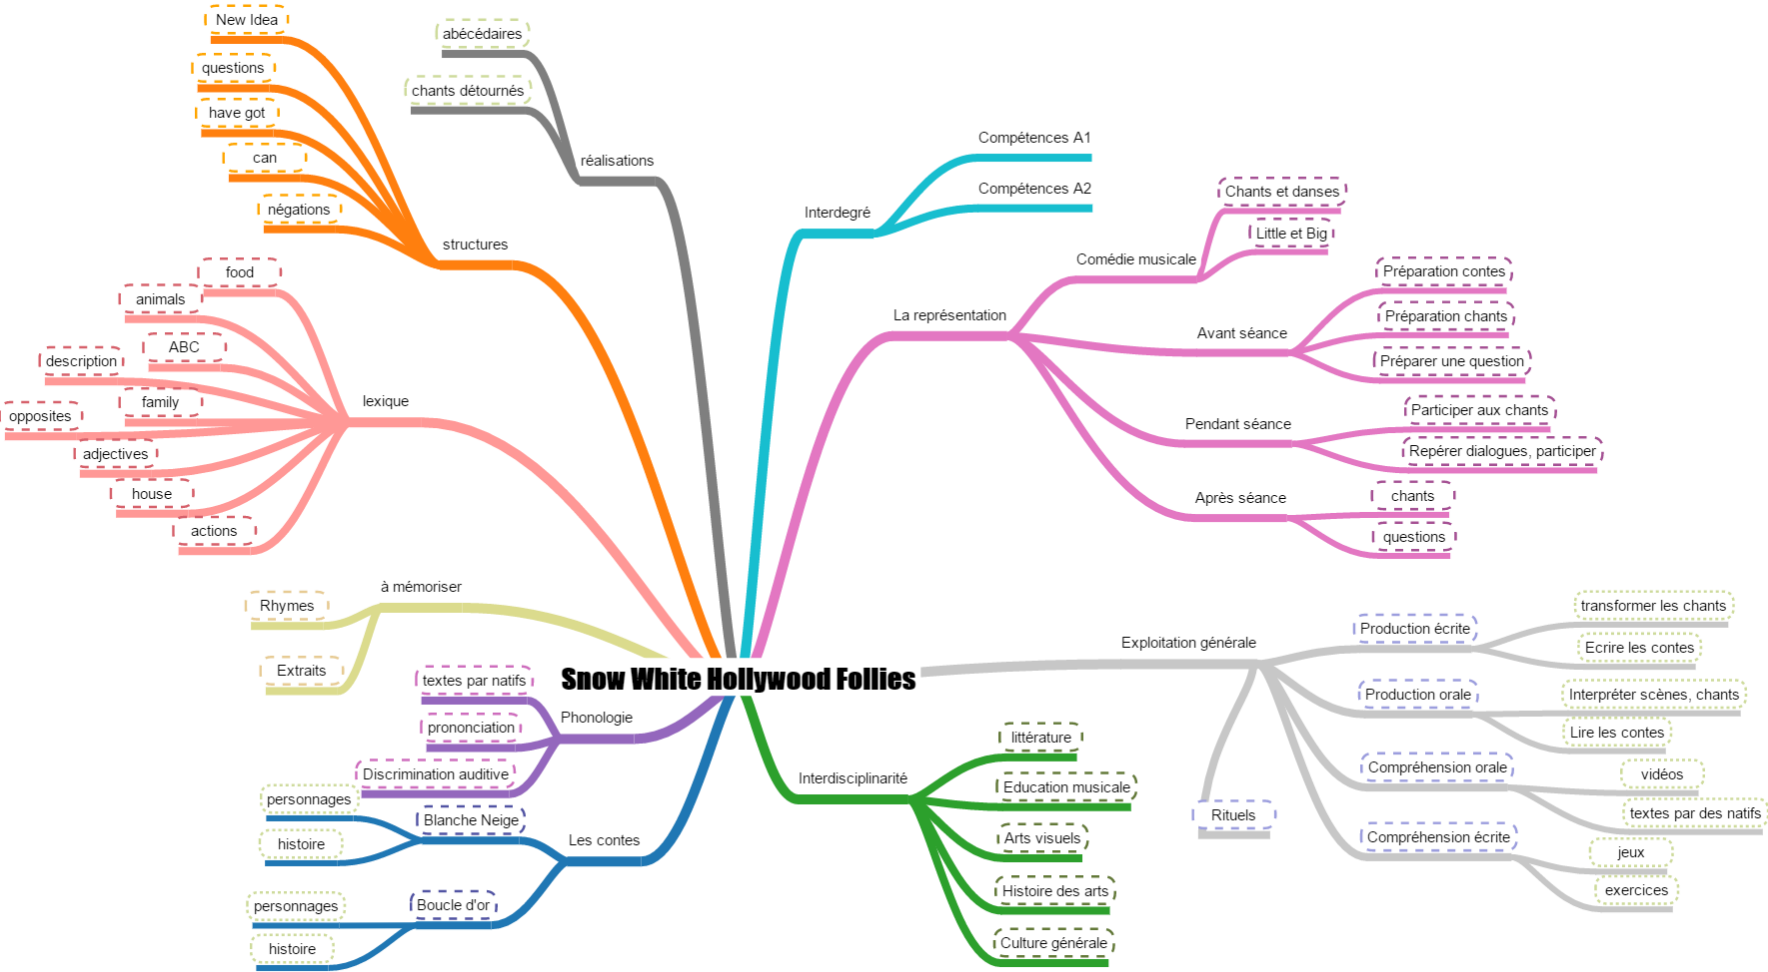 Snow White Hollywood Follies
réalisations
abécédaires
chants détournés
structures
New Idea
questions
have got
can
négations
lexique
food
animals
ABC
description
family
opposites
adjectives
house
actions
à mémoriser
Rhymes
Extraits
Phonologie
textes par natifs
prononciation
Discrimination auditive
Les contes
Blanche Neige
personnages
histoire
Boucle d'or
personnages
histoire
Interdegré
Compétences A1
Compétences A2
La représentation
Comédie musicale
Chants et danses
Little et Big
Avant séance
Préparation contes
Préparation chants
Préparer une question
Pendant séance
Participer aux chants
Repérer dialogues, participer
Après séance
chants
questions
Exploitation générale
Production écrite
transformer les chants
Ecrire les contes
Production orale
Interpréter scènes, chants
Lire les contes
Compréhension orale
vidéos
textes par des natifs
Compréhension écrite
jeux
exercices
Rituels
Interdisciplinarité
littérature
Education musicale
Arts visuels
Histoire des arts
Culture générale